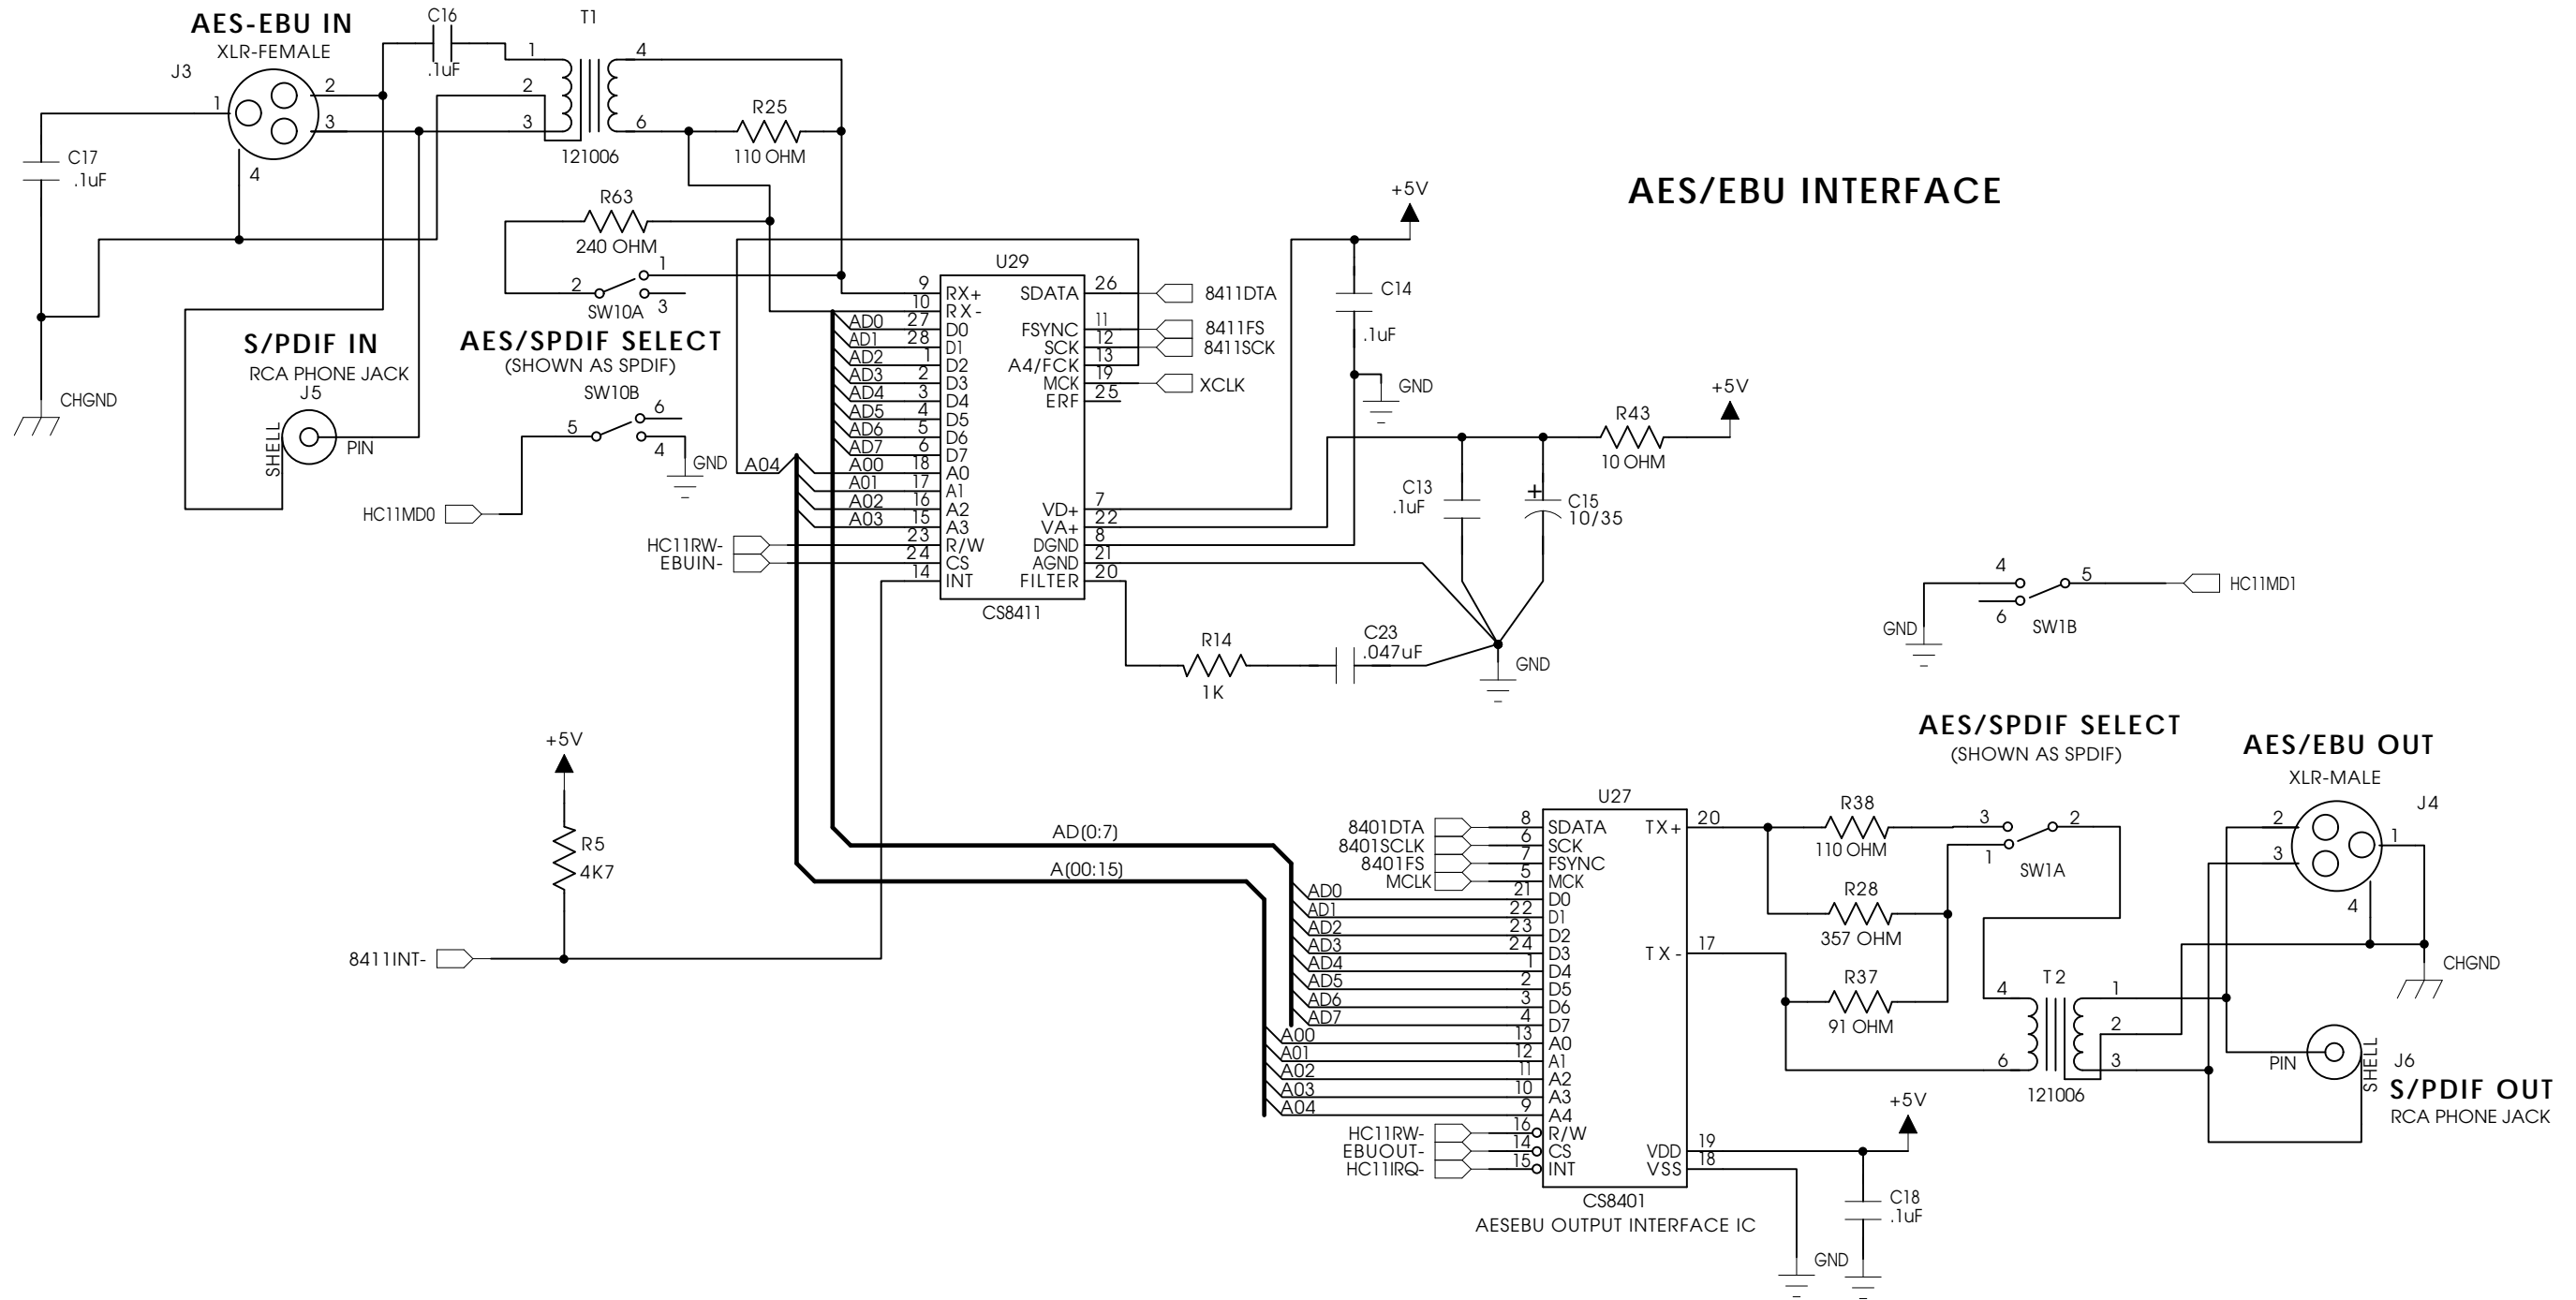 AES-EBU IN
XLR-FEMALE
J3
1
2
3
4
C16
.1uF
T1
1
2
3
4
6
121006
R25
110 OHM
C17
.1uF
CHGND
R63
240 OHM
1
2
3
SW10A
AES/SPDIF SELECT
(SHOWN AS SPDIF)
SW10B
5
6
4
GND
HC11MD0
S/PDIF IN
RCA PHONE JACK
J5
SHELL
PIN
AES/EBU INTERFACE
U29
9 RX+
10 RX-
AD0 27 D0
AD1 28 D1
AD2 1 D2
AD3 2 D3
AD4 3 D4
AD5 4 D5
AD6 5 D6
AD7 6 D7
A04
A00 18 A0
A01 17 A1
A02 16 A2
A03 15 A3
HC11RW- 23 R/W
EBUIN- 24 CS
14 INT
SDATA 26 8411DTA
FSYNC 11 8411FS
SCK 12 8411SCK
A4/FCK 13
MCK 19 XCLK
ERF 25
VD+ 7
VA+ 22
DGND 8
AGND 21
FILTER 20
CS8411
+5V
C14
.1uF
GND
+5V
R43
10 OHM
C13
.1uF
+
C15
10/35
R14
1K
C23
.047uF
GND
4
5
6
SW1B
HC11MD1
GND
+5V
R5
4K7
8411INT-
AD(0:7)
A(00:15)
U27
8401DTA 8 SDATA
8401SCLK 6 SCK
8401FS 7 FSYNC
MCLK 5 MCK
AD0 21 D0
AD1 22 D1
AD2 23 D2
AD3 24 D3
AD4 1 D4
AD5 2 D5
AD6 3 D6
AD7 4 D7
A00 13 A0
A01 12 A1
A02 11 A2
A03 10 A3
A04 9 A4
HC11RW- 16 R/W
EBUOUT- 14 CS
HC11IRQ- 15 INT
TX+ 20
TX- 17
VDD 19
VSS 18
CS8401
AESEBU OUTPUT INTERFACE IC
R38
110 OHM
R28
357 OHM
R37
91 OHM
AES/SPDIF SELECT
(SHOWN AS SPDIF)
3
2
1
SW1A
T2
4
6
1
2
3
121006
AES/EBU OUT
XLR-MALE
J4
2
3
1
4
CHGND
PIN
SHELL
J6
S/PDIF OUT
RCA PHONE JACK
+5V
C18
.1uF
GND